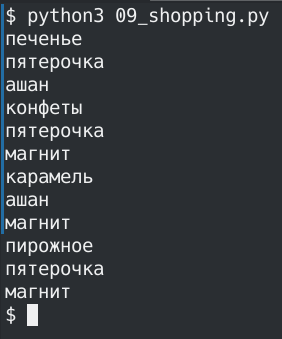 $ python3 09_shopping.py
печенье
пятерочка
ашан
конфеты
пятерочка
магнит
карамель
ашан
магнит
пирожное
пятерочка
магнит
$